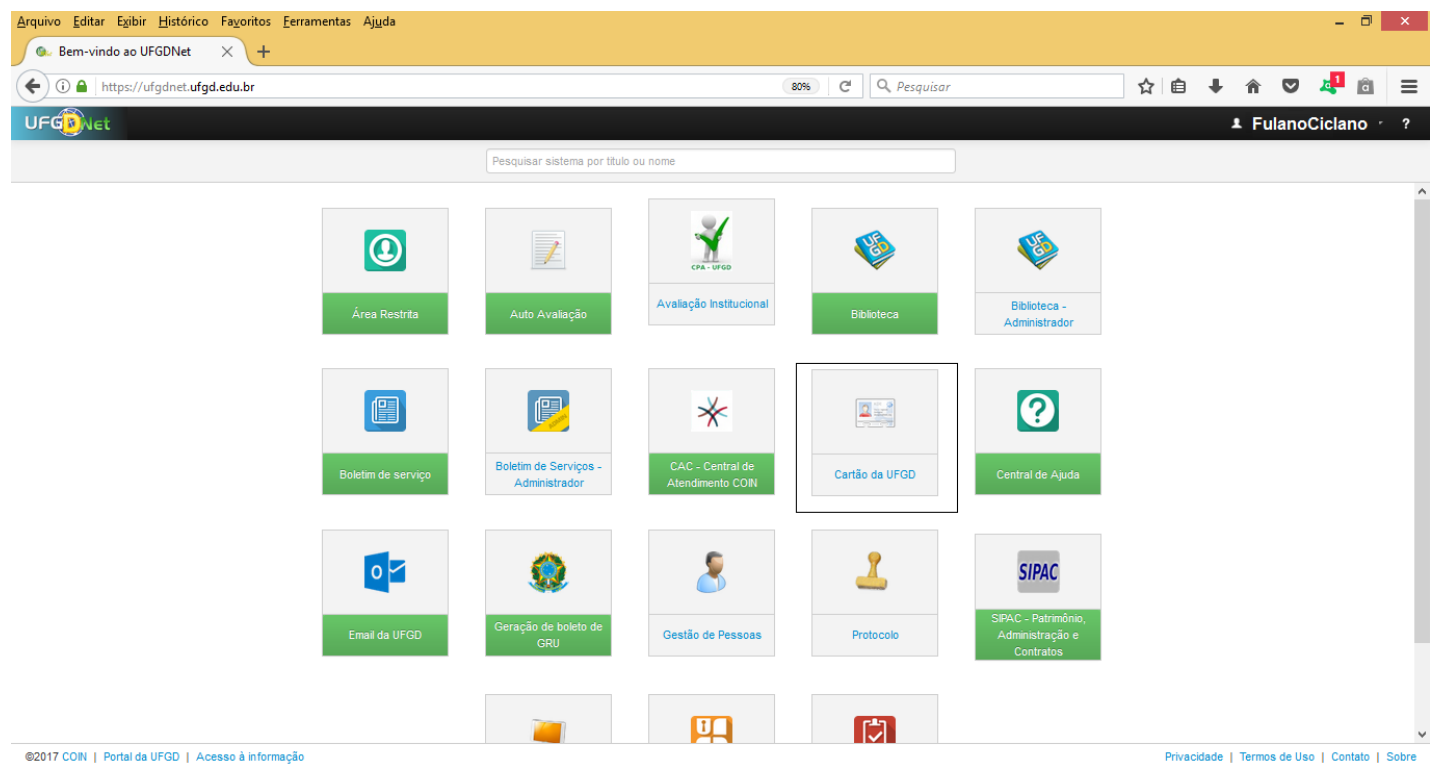 Arquivo Editar Exibir Histórico Favoritos Ferramentas Ajuda
Bem-vindo ao UFGDNet
https://ufgdnet.ufgd.edu.br
80%
Pesquisar
1
UFGDNet
FulanoCiclano
?
Pesquisar sistema por titulo ou nome
CPA - UFGD
UFGD
UFGD
Área Restrita
Auto Avaliação
Avaliação Institucional
Biblioteca
Biblioteca -
Administrador
ADMIN
Boletim de serviço
Boletim de Serviços -
Administrador
CAC - Central de
Atendimento COIN
Cartão da UFGD
Central de Ajuda
SIPAC
Email da UFGD
Geração de boleto de
GRU
Gestão de Pessoas
Protocolo
SIPAC - Patrimônio,
Administração e
Contratos
©2017 COIN | Portal da UFGD | Acesso à informação
Privacidade | Termos de Uso | Contato | Sobre